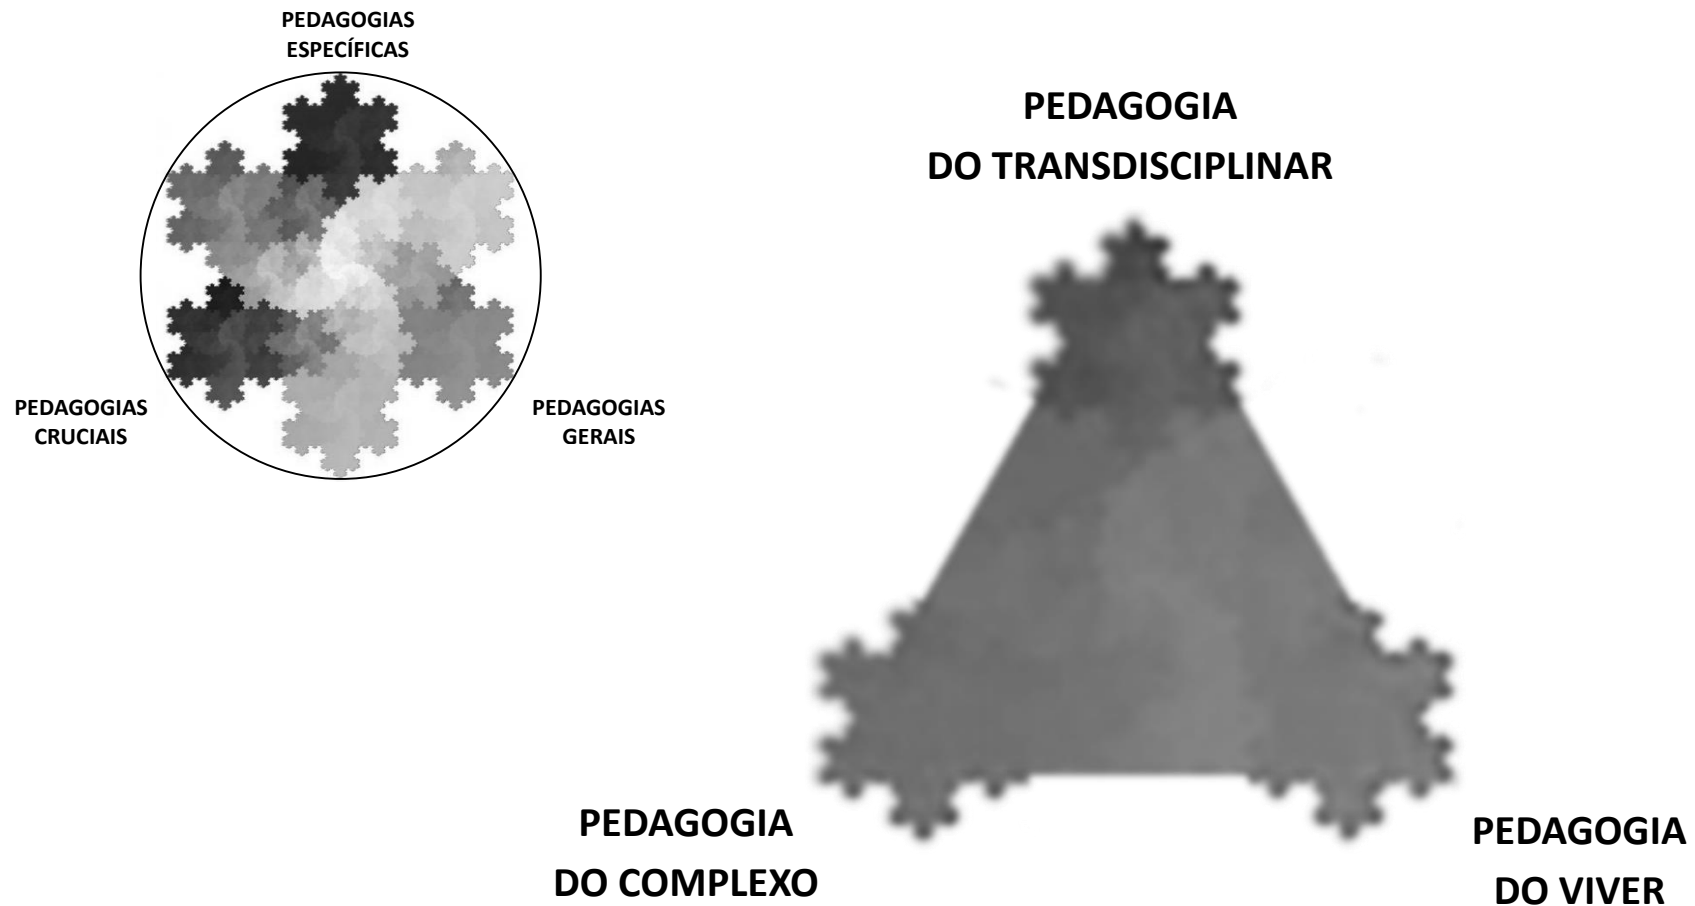 PEDAGOGIAS
ESPECÍFICAS
PEDAGOGIAS
CRUCIAIS
PEDAGOGIAS
GERAIS
PEDAGOGIA
DO TRANSDISCIPLINAR
PEDAGOGIA
DO COMPLEXO
PEDAGOGIA
DO VIVER